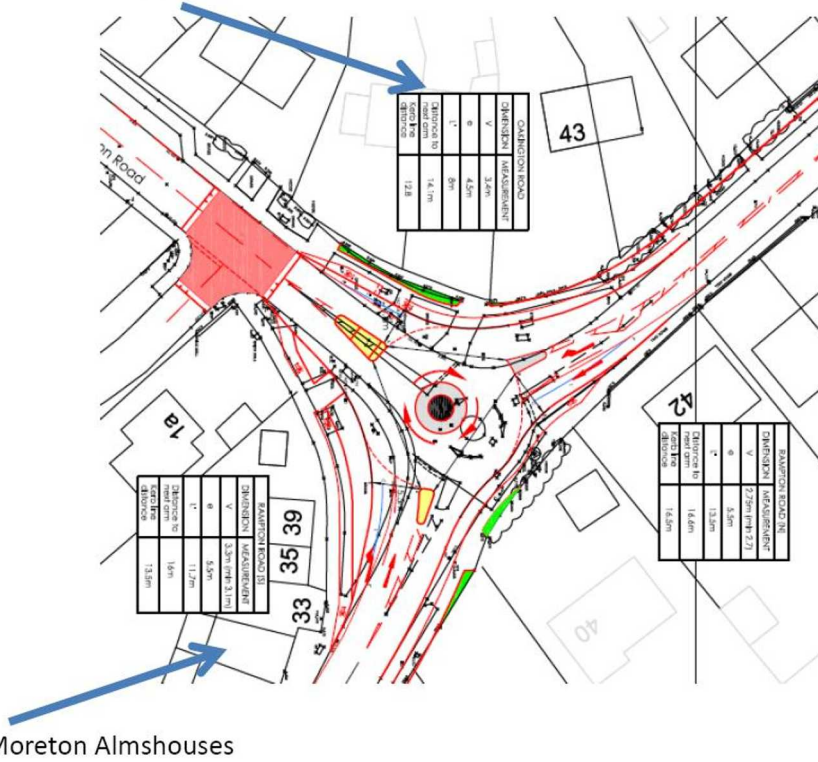 on Road
OAKINGTON ROAD
DIMENSION MEASUREMENT
V 3.4m
e 4.5m
L' 8m
Distance to next arm 14.1m
Kerb line distance 12.8
43
42
RAMPTON ROAD (N)
DIMENSION MEASUREMENT
V 2.75m (min 2.7)
e 5.5m
L' 13.5m
Distance to next arm 16.6m
Kerb line distance 16.5m
1a
RAMPTON ROAD (S)
DIMENSION MEASUREMENT
V 3.3m (min 3.1m)
e 5.5m
L' 11.7m
Distance to next arm 16m
Kerb line distance 13.5m
39
35
33
40
Moreton Almshouses